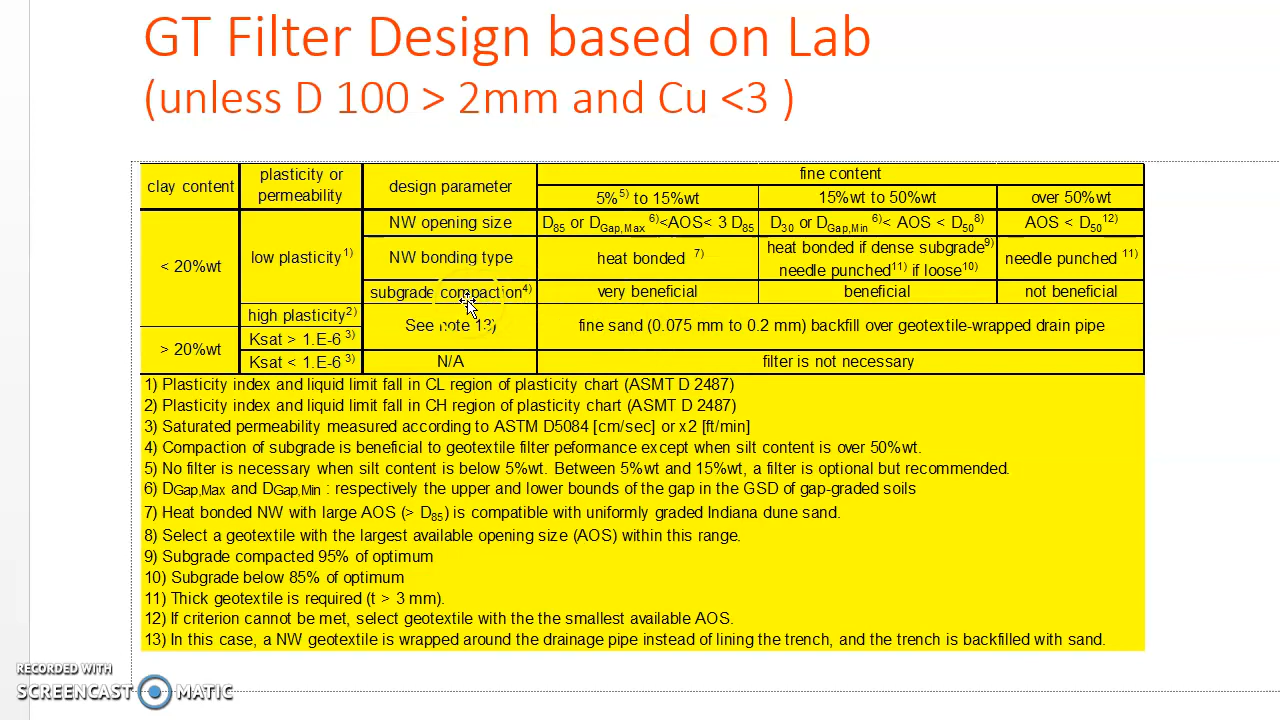 GT Filter Design based on Lab
(unless D 100 > 2mm and Cu <3 )
clay content
plasticity or
permeability
design parameter
fine content
5%5) to 15%wt
15%wt to 50%wt
over 50%wt
< 20%wt
low plasticity1)
NW opening size
D85 or DGap,Max 6)<AOS< 3 D85
D30 or DGap,Min 6)< AOS < D50 8)
AOS < D50 12)
NW bonding type
heat bonded 7)
heat bonded if dense subgrade9)
needle punched11) if loose10)
needle punched 11)
subgrade compaction4)
very beneficial
beneficial
not beneficial
high plasticity2)
See note 13)
fine sand (0.075 mm to 0.2 mm) backfill over geotextile-wrapped drain pipe
> 20%wt
Ksat > 1.E-6 3)
Ksat < 1.E-6 3)
N/A
filter is not necessary
1) Plasticity index and liquid limit fall in CL region of plasticity chart (ASMT D 2487)
2) Plasticity index and liquid limit fall in CH region of plasticity chart (ASMT D 2487)
3) Saturated permeability measured according to ASTM D5084 [cm/sec] or x2 [ft/min]
4) Compaction of subgrade is beneficial to geotextile filter peformance except when silt content is over 50%wt.
5) No filter is necessary when silt content is below 5%wt. Between 5%wt and 15%wt, a filter is optional but recommended.
6) DGap,Max and DGap,Min : respectively the upper and lower bounds of the gap in the GSD of gap-graded soils
7) Heat bonded NW with large AOS (> D85) is compatible with uniformly graded Indiana dune sand.
8) Select a geotextile with the largest available opening size (AOS) within this range.
9) Subgrade compacted 95% of optimum
10) Subgrade below 85% of optimum
11) Thick geotextile is required (t > 3 mm).
12) If criterion cannot be met, select geotextile with the the smallest available AOS.
13) In this case, a NW geotextile is wrapped around the drainage pipe instead of lining the trench, and the trench is backfilled with sand.
RECORDED WITH
SCREENCAST MATIC